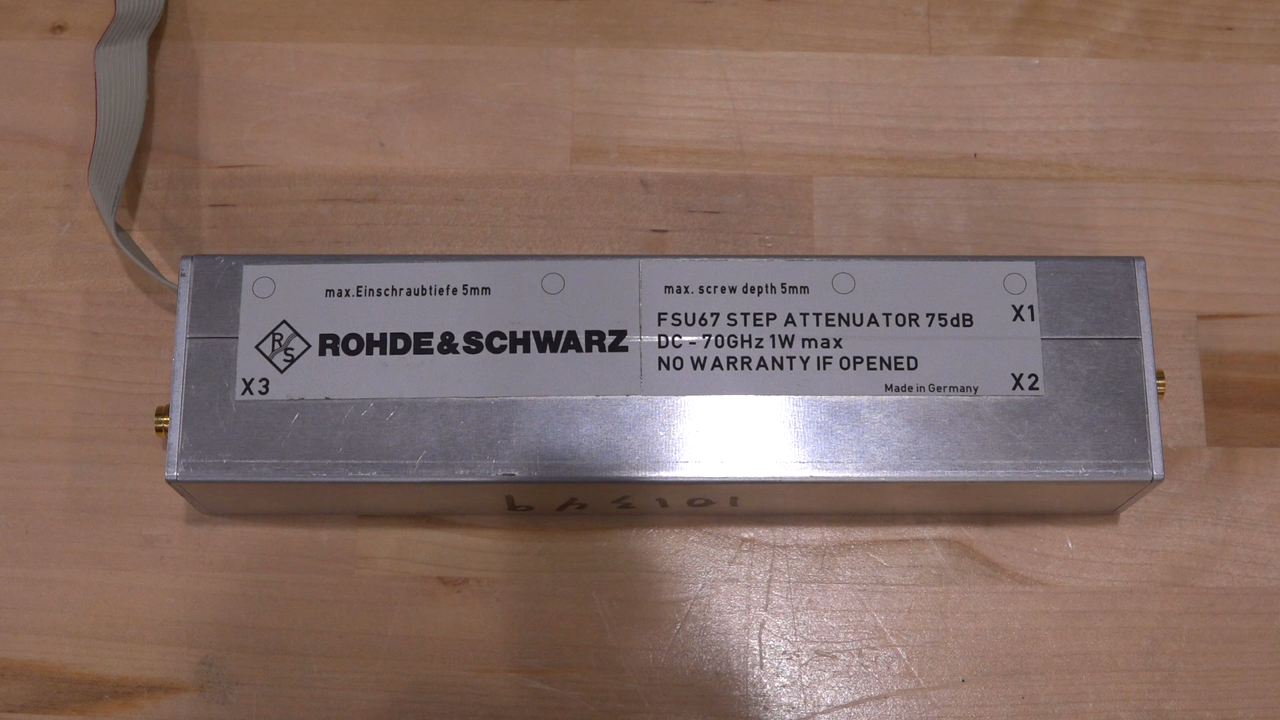 max.Einschraubtiefe 5mm
RS ROHDE&SCHWARZ
X3
max. screw depth 5mm
FSU67 STEP ATTENUATOR 75dB
DC - 70GHz 1W max
NO WARRANTY IF OPENED
Made in Germany
X1
X2